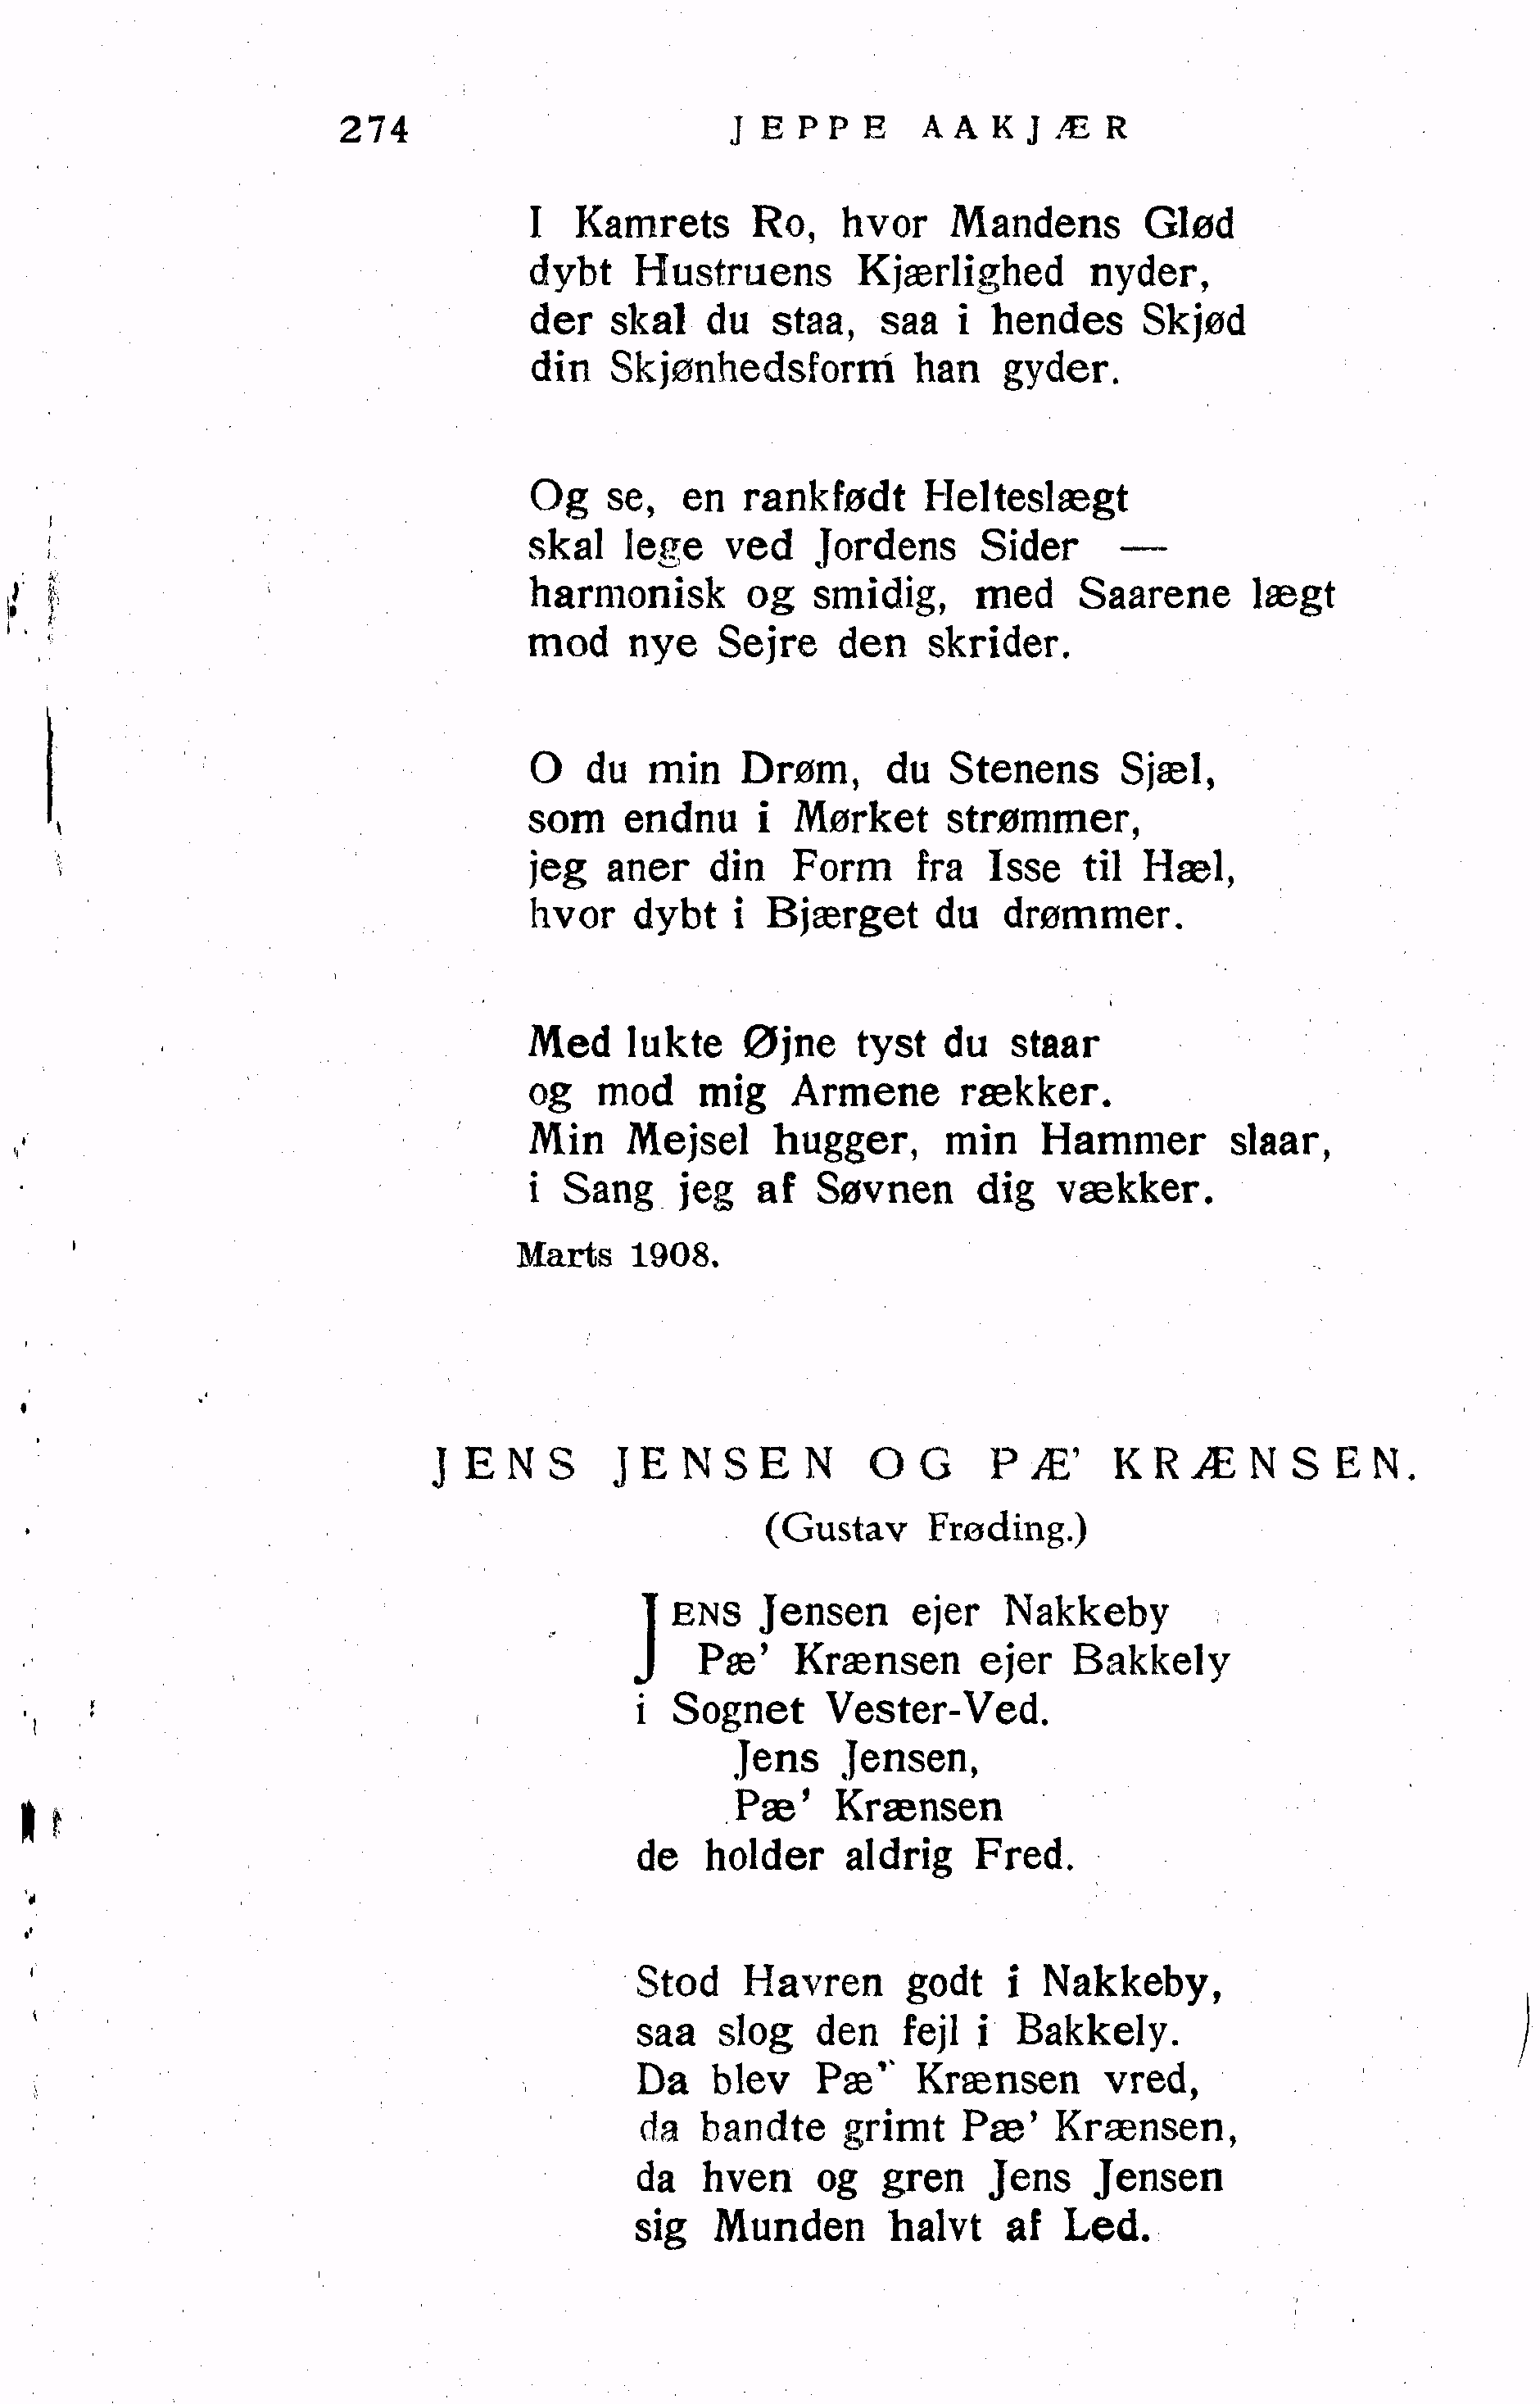 274 JEPPE AAKJÆR
I Kamrets Ro, hvor Mandens Glød
dybt Hustruens Kjærlighed nyder,
der skal du staa, saa i hendes Skjød
din Skjønhedsform han gyder.
Og se, en rankfødt Helteslægt
skal lege ved Jordens Sider —
harmonisk og smidig, med Saarene lægt
mod nye Sejre den skrider.
O du min Drøm, du Stenens Sjæl,
som endnu i Mørket strømmer,
jeg aner din Form fra Isse til Hæl,
hvor dybt i Bjærget du drømmer.
Med lukte Øjne tyst du staar
og mod mig Armene rækker.
Min Mejsel hugger, min Hammer slaar,
i Sang jeg af Søvnen dig vækker.
Marts 1908.
JENS JENSEN OG PÆ' KRÆNSEN.
(Gustav Frøding.)
JENS Jensen ejer Nakkeby
Pæ' Krænsen ejer Bakkely
i Sognet Vester-Ved.
Jens Jensen,
Pæ' Krænsen
de holder aldrig Fred.
Stod Havren godt i Nakkeby,
saa slog den fejl i Bakkely.
Da blev Pæ' Krænsen vred,
da bandte grimt Pæ' Krænsen,
da hven og gren Jens Jensen
sig Munden halvt af Led.